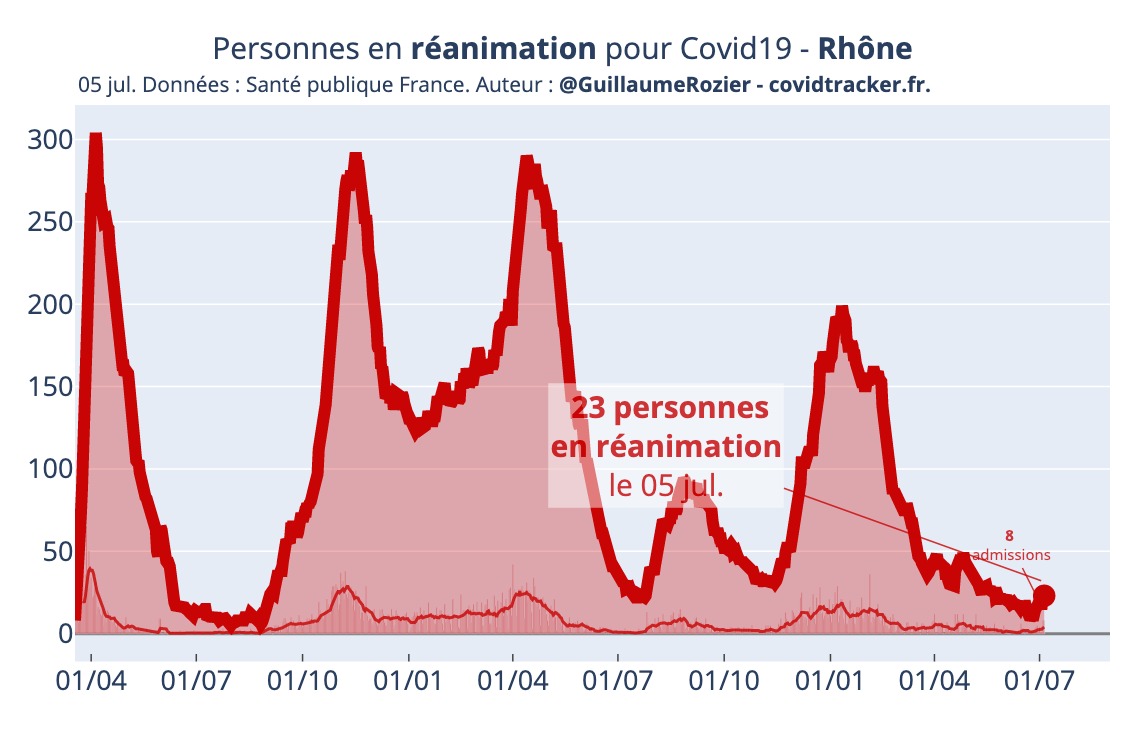 Personnes en réanimation pour Covid19 - Rhône
05 jul. Données : Santé publique France. Auteur : @GuillaumeRozier - covidtracker.fr.
300
250
200
150
100
50
0
23 personnes
en réanimation
le 05 jul.
8
admissions
01/04 01/07 01/10 01/01 01/04 01/07 01/10 01/01 01/04 01/07